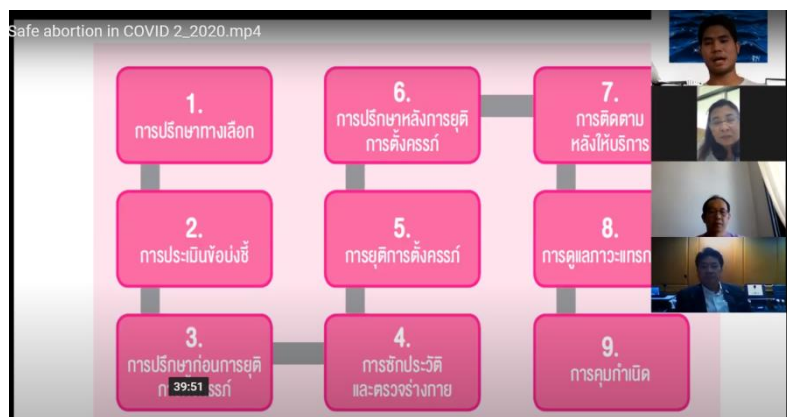 Safe abortion in COVID 2_2020.mp4
1.
การปรึกษาทางเลือก
2.
การประเมินข้อบ่งชี้
3.
การปรึกษาก่อนการยุติ
39:51
4.
การซักประวัติ
และตรวจร่างกาย
5.
การยุติการตั้งครรภ์
6.
การปรึกษาหลังการยุติ
การตั้งครรภ์
7.
การติดตาม
หลังให้บริการ
8.
การดูแลภาวะแทรก
9.
การคุมกำเนิด